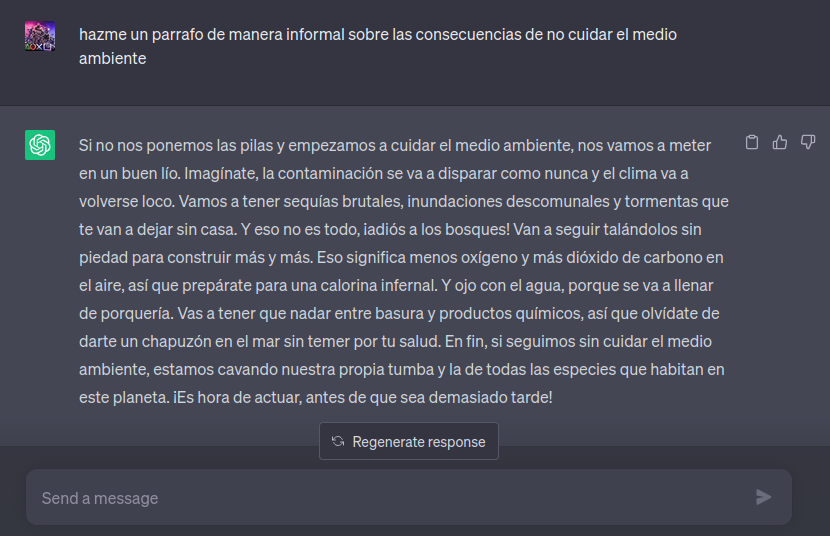 hazme un parrafo de manera informal sobre las consecuencias de no cuidar el medio
ambiente
Si no nos ponemos las pilas y empezamos a cuidar el medio ambiente, nos vamos a meter
en un buen lío. Imagínate, la contaminación se va a disparar como nunca y el clima va a
volverse loco. Vamos a tener sequías brutales, inundaciones descomunales y tormentas que
te van a dejar sin casa. Y eso no es todo, ¡adiós a los bosques! Van a seguir talándolos sin
piedad para construir más y más. Eso significa menos oxígeno y más dióxido de carbono en
el aire, así que prepárate para una calorina infernal. Y ojo con el agua, porque se va a llenar
de porquería. Vas a tener que nadar entre basura y productos químicos, así que olvídate de
darte un chapuzón en el mar sin temer por tu salud. En fin, si seguimos sin cuidar el medio
ambiente, estamos cavando nuestra propia tumba y la de todas las especies que habitan en
este planeta. ¡Es hora de actuar, antes de que sea demasiado tarde!
Regenerate response
Send a message